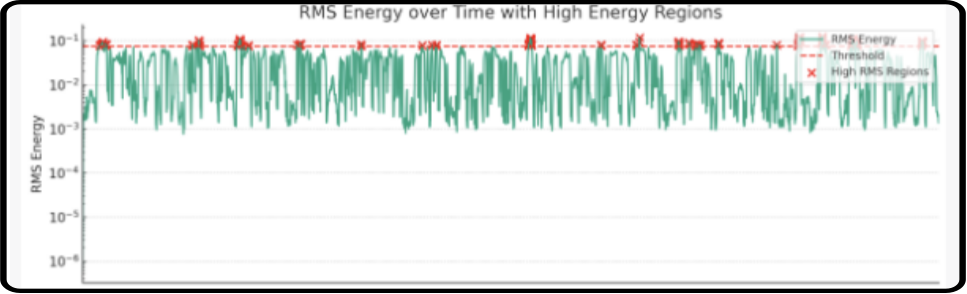 RMS Energy over Time with High Energy Regions
RMS Energy
10⁻¹
10⁻²
10⁻³
10⁻⁴
10⁻⁵
10⁻⁶
RMS Energy
Threshold
High RMS Regions